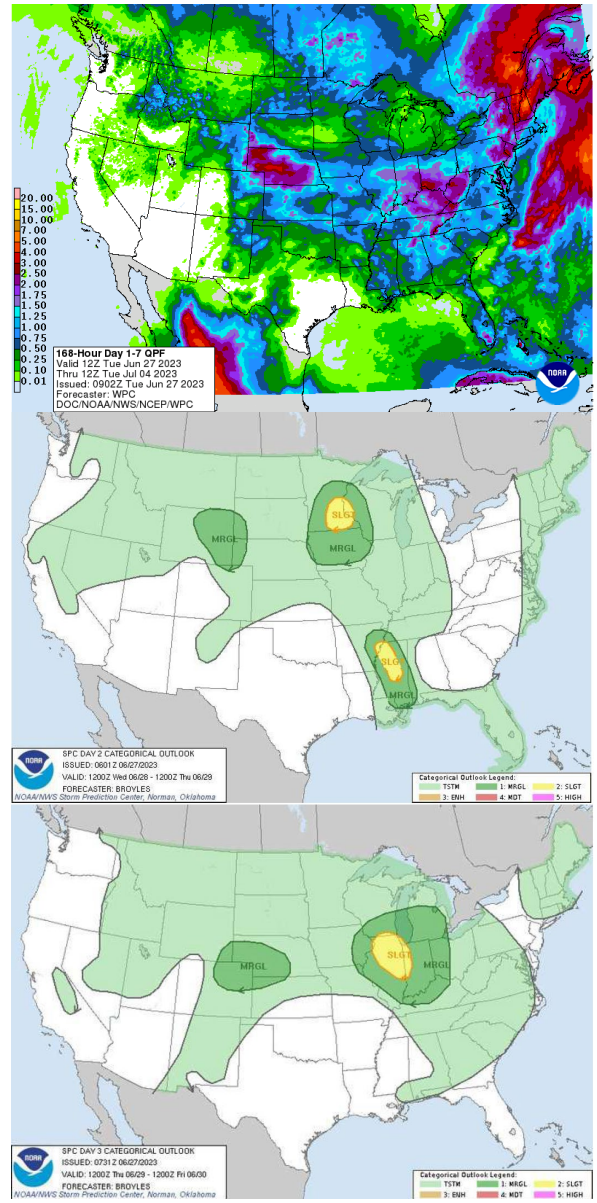 20.00
15.00
10.00
7.00
5.00
4.00
3.00
2.50
2.00
1.75
1.50
1.25
1.00
0.75
0.50
0.25
0.10
0.01
168-Hour Day 1-7 QPF
Valid 12Z Tue Jun 27 2023
Thru 12Z Tue Jul 04 2023
Issued: 0902Z Tue Jun 27 2023
Forecaster: WPC
DOC/NOAA/NWS/NCEP/WPC
NOAA
SLGT
MRGL
MRGL
SLGT
MRGL
NOAA
SPC DAY 2 CATEGORICAL OUTLOOK
ISSUED: 0601Z 06/27/2023
VALID: 1200Z Wed 06/28 - 1200Z Thu 06/29
FORECASTER: BROYLES
NOAA/NWS Storm Prediction Center, Norman, Oklahoma
Categorical Outlook Legend:
TSTM 1: MRGL 2: SLGT
3: ENH 4: MDT 5: HIGH
SLGT
MRGL
MRGL
NOAA
SPC DAY 3 CATEGORICAL OUTLOOK
ISSUED: 0731Z 06/27/2023
VALID: 1200Z Thu 06/29 - 1200Z Fri 06/30
FORECASTER: BROYLES
NOAA/NWS Storm Prediction Center, Norman, Oklahoma
Categorical Outlook Legend:
TSTM 1: MRGL 2: SLGT
3: ENH 4: MDT 5: HIGH